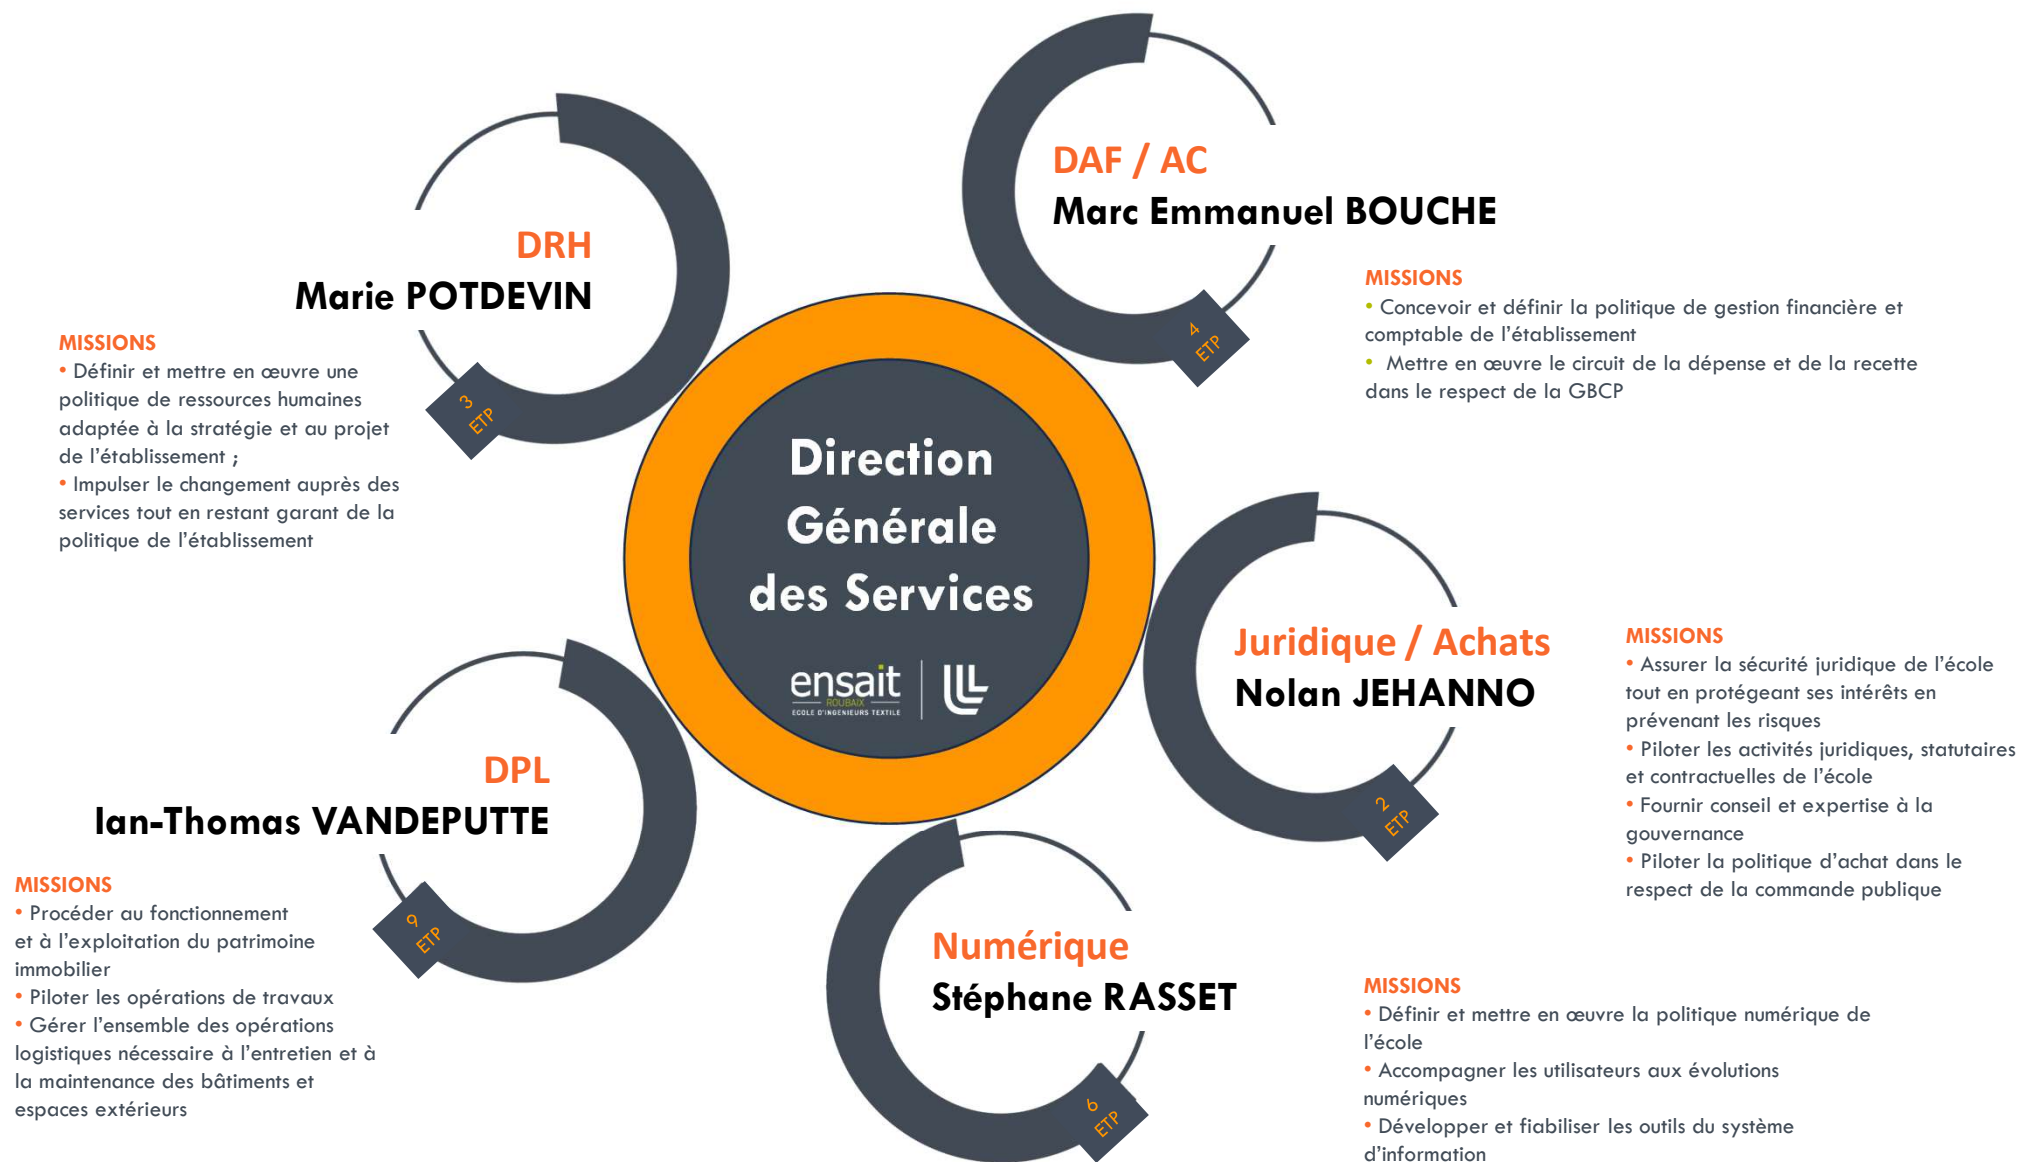 DAF / AC
Marc Emmanuel BOUCHE
4
ETP
MISSIONS
• Concevoir et définir la politique de gestion financière et
comptable de l'établissement
• Mettre en œuvre le circuit de la dépense et de la recette
dans le respect de la GBCP
DRH
Marie POTDEVIN
3
ETP
MISSIONS
• Définir et mettre en œuvre une
politique de ressources humaines
adaptée à la stratégie et au projet
de l'établissement ;
• Impulser le changement auprès des
services tout en restant garant de la
politique de l'établissement
Direction
Générale
des Services
ensait
ROUBAIX
ECOLE D'INGENIEURS TEXTILE
Juridique / Achats
Nolan JEHANNO
2
ETP
MISSIONS
• Assurer la sécurité juridique de l'école
tout en protégeant ses intérêts en
prévenant les risques
• Piloter les activités juridiques, statutaires
et contractuelles de l'école
• Fournir conseil et expertise à la
gouvernance
• Piloter la politique d'achat dans le
respect de la commande publique
DPL
Ian-Thomas VANDEPUTTE
9
ETP
MISSIONS
• Procéder au fonctionnement
et à l'exploitation du patrimoine
immobilier
• Piloter les opérations de travaux
• Gérer l'ensemble des opérations
logistiques nécessaire à l'entretien et à
la maintenance des bâtiments et
espaces extérieurs
Numérique
Stéphane RASSET
6
ETP
MISSIONS
• Définir et mettre en œuvre la politique numérique de
l'école
• Accompagner les utilisateurs aux évolutions
numériques
• Développer et fiabiliser les outils du système
d'information